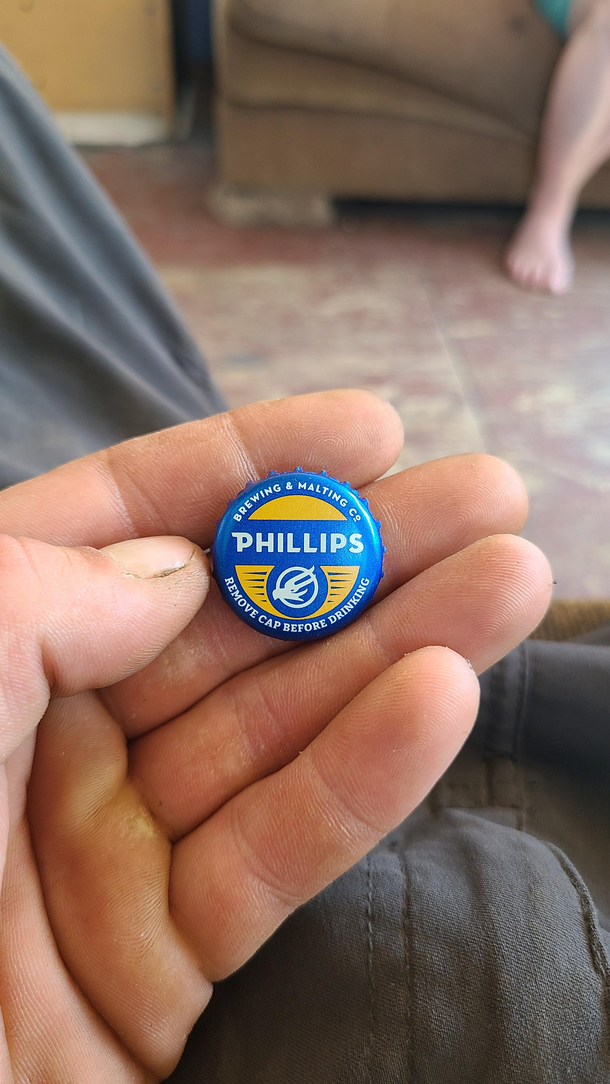 BREWING & MALTING Cº
PHILLIPS
REMOVE CAP BEFORE DRINKING